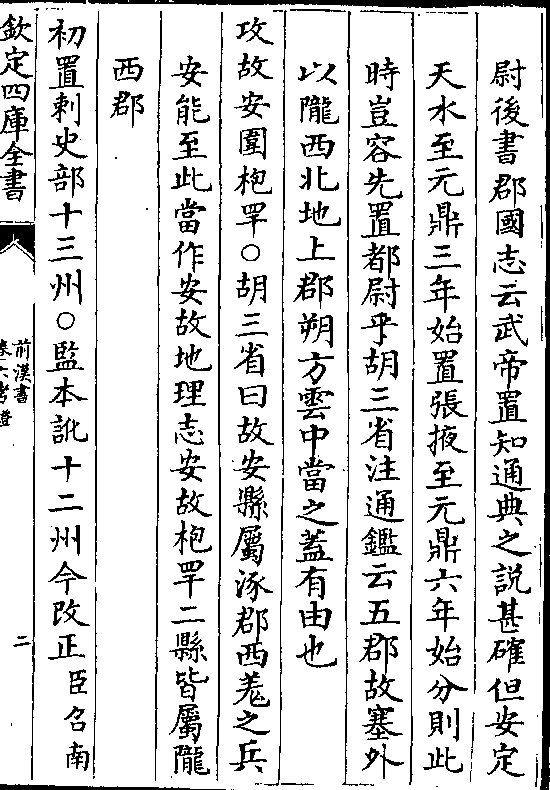 尉後書郡國志云武帝置知通典之説甚確但安定
天水至元鼎三年始置張掖至元鼎六年始分則此
時豈容先置都尉乎胡三省注通鑑云五郡故塞外
以隴西北地上郡朔方雲中當之葢有由也
攻故安圍枹罕○胡三省曰故安縣屬涿郡西羗之兵
安能至此當作安故地理志安故枹罕二縣皆屬隴
西郡
初置刺史部十三州○監本訛十二州今改正臣召南
欽定四庫全書
前漢書
卷六考證
二